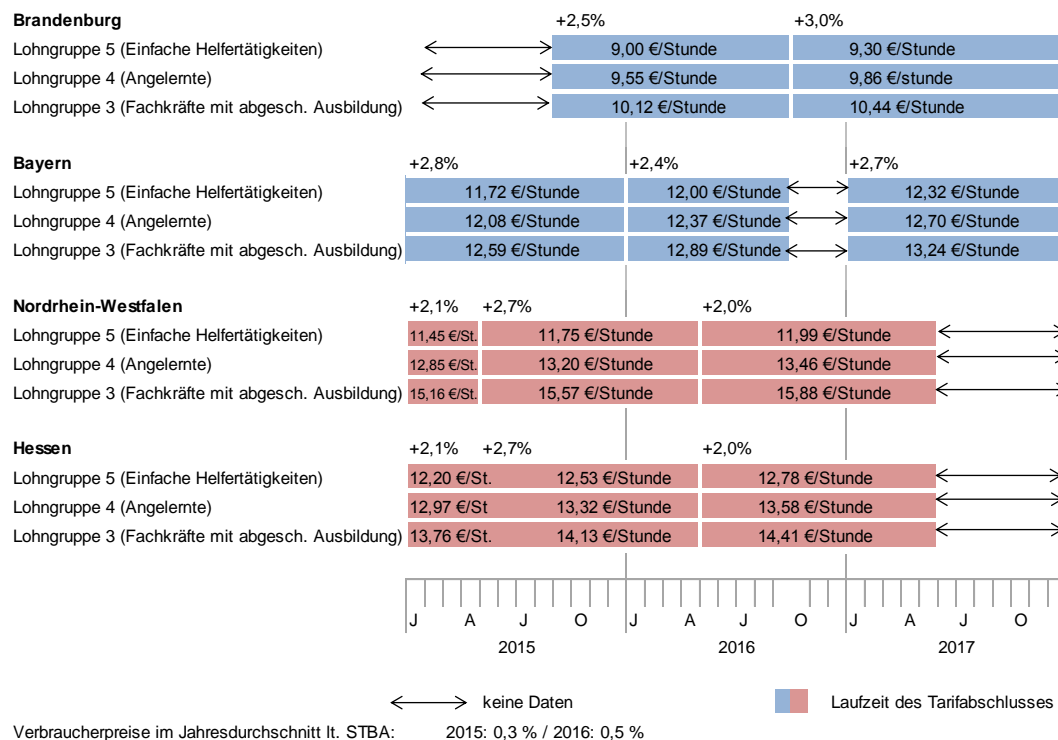 Brandenburg +2,5% +3,0%
Lohngruppe 5 (Einfache Helfertätigkeiten) 9,00 €/Stunde 9,30 €/Stunde
Lohngruppe 4 (Angelernte) 9,55 €/Stunde 9,86 €/stunde
Lohngruppe 3 (Fachkräfte mit abgesch. Ausbildung) 10,12 €/Stunde 10,44 €/Stunde
Bayern +2,8% +2,4% +2,7%
Lohngruppe 5 (Einfache Helfertätigkeiten) 11,72 €/Stunde 12,00 €/Stunde 12,32 €/Stunde
Lohngruppe 4 (Angelernte) 12,08 €/Stunde 12,37 €/Stunde 12,70 €/Stunde
Lohngruppe 3 (Fachkräfte mit abgesch. Ausbildung) 12,59 €/Stunde 12,89 €/Stunde 13,24 €/Stunde
Nordrhein-Westfalen +2,1% +2,7% +2,0%
Lohngruppe 5 (Einfache Helfertätigkeiten) 11,45 €/St. 11,75 €/Stunde 11,99 €/Stunde
Lohngruppe 4 (Angelernte) 12,85 €/St. 13,20 €/Stunde 13,46 €/Stunde
Lohngruppe 3 (Fachkräfte mit abgesch. Ausbildung) 15,16 €/St. 15,57 €/Stunde 15,88 €/Stunde
Hessen +2,1% +2,7% +2,0%
Lohngruppe 5 (Einfache Helfertätigkeiten) 12,20 €/St. 12,53 €/Stunde 12,78 €/Stunde
Lohngruppe 4 (Angelernte) 12,97 €/St 13,32 €/Stunde 13,58 €/Stunde
Lohngruppe 3 (Fachkräfte mit abgesch. Ausbildung) 13,76 €/St. 14,13 €/Stunde 14,41 €/Stunde
J A J O J A J O J A J O
2015 2016 2017
keine Daten Laufzeit des Tarifabschlusses
Verbraucherpreise im Jahresdurchschnitt lt. STBA: 2015: 0,3 % / 2016: 0,5 %